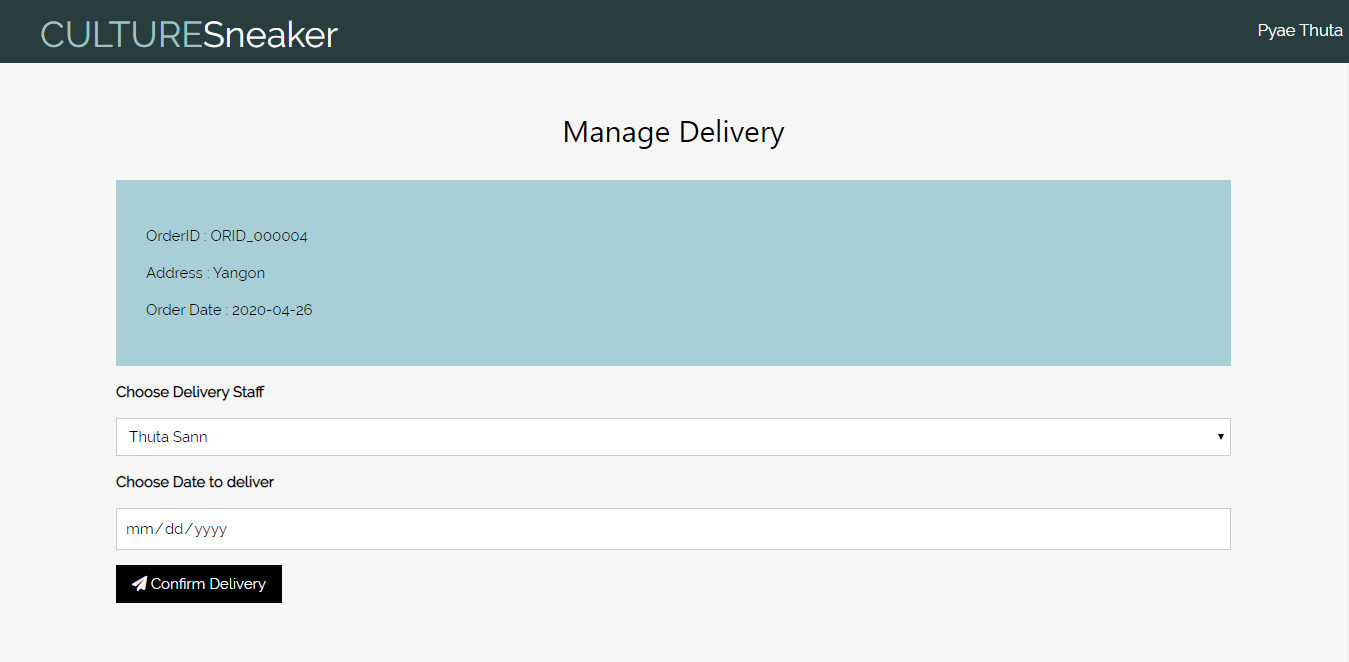 CULTURESneaker
Pyae Thuta
Manage Delivery
OrderID : ORID_000004
Address : Yangon
Order Date : 2020-04-26
Choose Delivery Staff
Thuta Sann
Choose Date to deliver
mm/dd/yyyy
Confirm Delivery